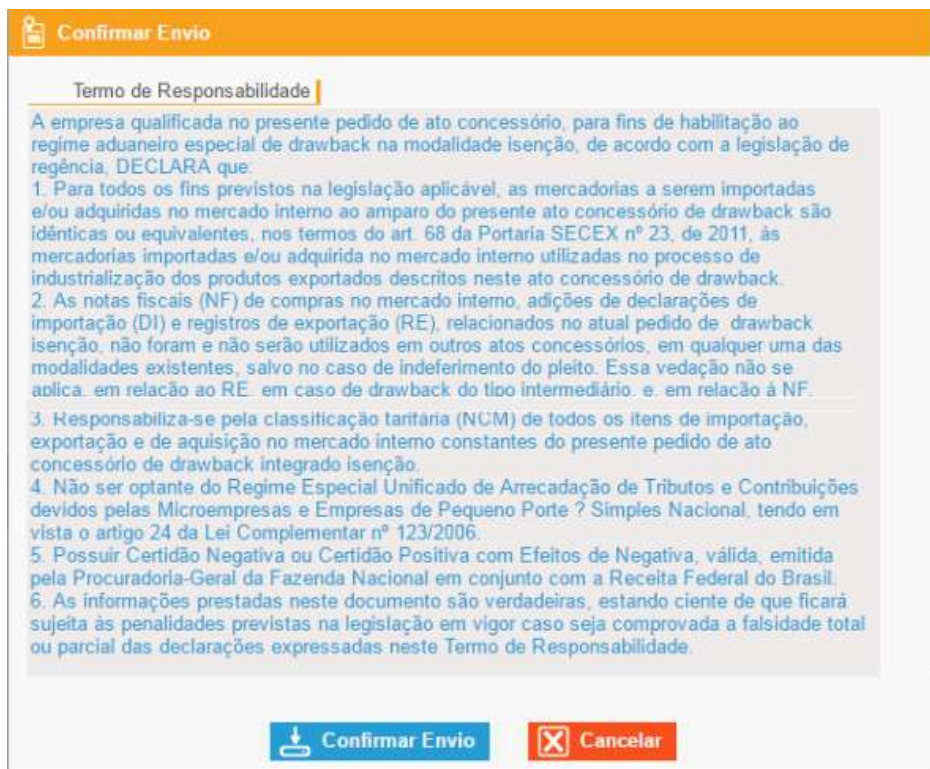 Confirmar Envio
Termo de Responsabilidade
A empresa qualificada no presente pedido de ato concessório, para fins de habilitação ao
regime aduaneiro especial de drawback na modalidade isenção, de acordo com a legislação de
regência, DECLARA que:
1. Para todos os fins previstos na legislação aplicável, as mercadorias a serem importadas
e/ou adquiridas no mercado interno ao amparo do presente ato concessório de drawback são
idênticas ou equivalentes, nos termos do art. 68 da Portaria SECEX nº 23, de 2011, às
mercadorias importadas e/ou adquirida no mercado interno utilizadas no processo de
industrialização dos produtos exportados descritos neste ato concessório de drawback.
2. As notas fiscais (NF) de compras no mercado interno, adições de declarações de
importação (DI) e registros de exportação (RE), relacionados no atual pedido de drawback
isenção, não foram e não serão utilizados em outros atos concessórios, em qualquer uma das
modalidades existentes, salvo no caso de indeferimento do pleito. Essa vedação não se
aplica, em relação ao RE, em caso de drawback do tipo intermediário, e, em relação à NF,
3. Responsabiliza-se pela classificação tarifária (NCM) de todos os itens de importação,
exportação e de aquisição no mercado interno constantes do presente pedido de ato
concessório de drawback integrado isenção.
4. Não ser optante do Regime Especial Unificado de Arrecadação de Tributos e Contribuições
devidos pelas Microempresas e Empresas de Pequeno Porte ? Simples Nacional, tendo em
vista o artigo 24 da Lei Complementar nº 123/2006.
5. Possuir Certidão Negativa ou Certidão Positiva com Efeitos de Negativa, válida, emitida
pela Procuradoria-Geral da Fazenda Nacional em conjunto com a Receita Federal do Brasil.
6. As informações prestadas neste documento são verdadeiras, estando ciente de que ficará
sujeita às penalidades previstas na legislação em vigor caso seja comprovada a falsidade total
ou parcial das declarações expressadas neste Termo de Responsabilidade.
Confirmar Envio
Cancelar